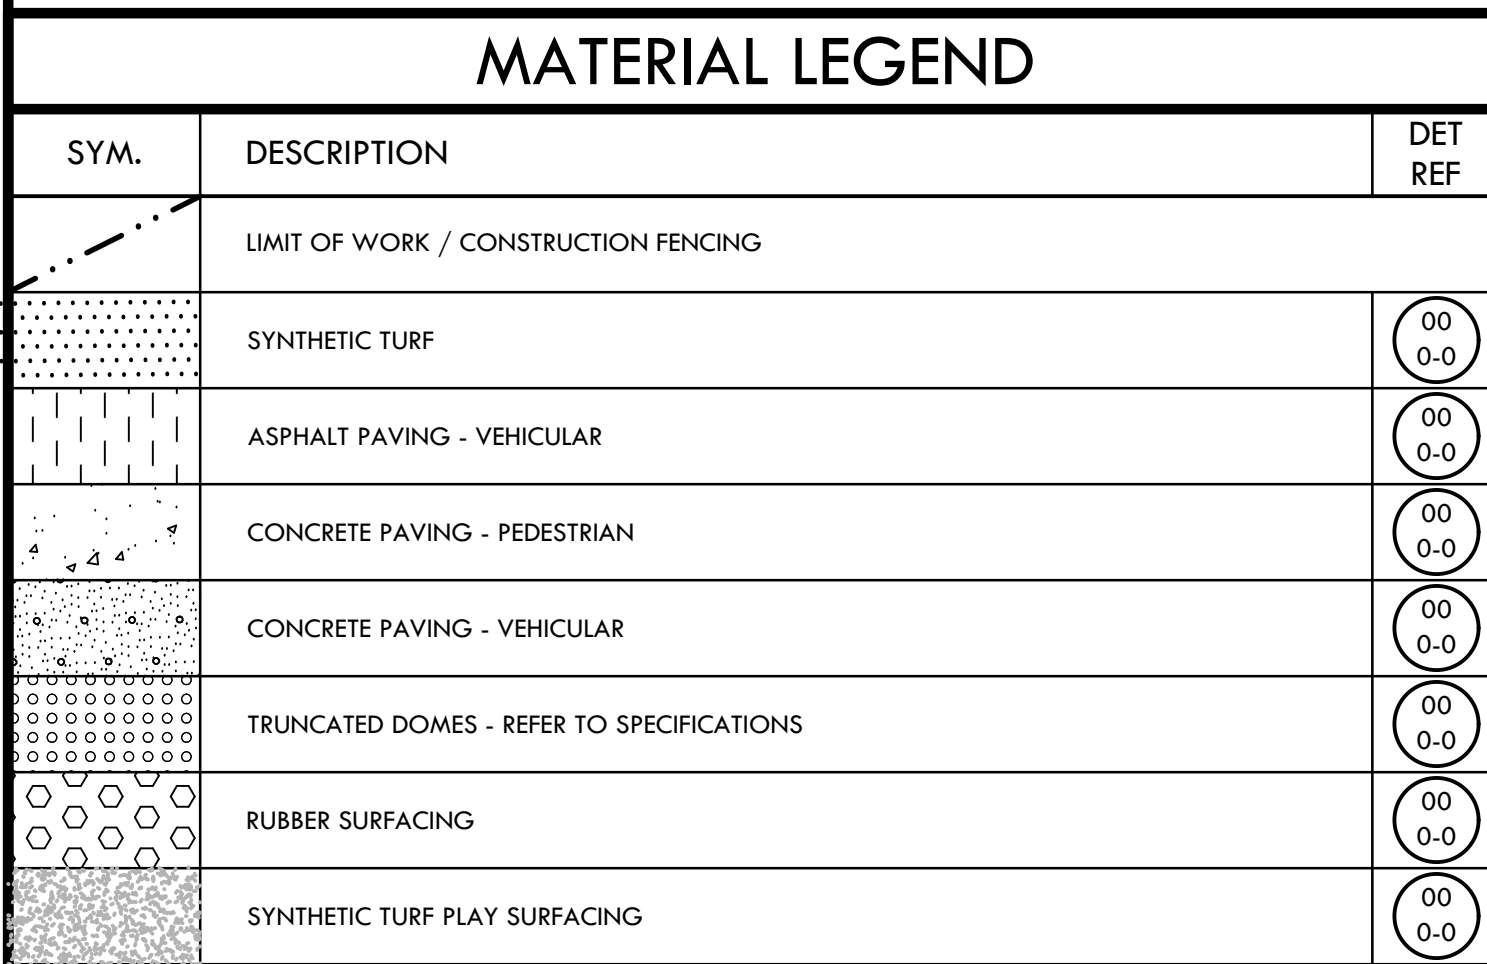 MATERIAL LEGEND
SYM.
DESCRIPTION
DET
REF
LIMIT OF WORK / CONSTRUCTION FENCING
SYNTHETIC TURF
00
0-0
ASPHALT PAVING - VEHICULAR
00
0-0
CONCRETE PAVING - PEDESTRIAN
00
0-0
CONCRETE PAVING - VEHICULAR
00
0-0
TRUNCATED DOMES - REFER TO SPECIFICATIONS
00
0-0
RUBBER SURFACING
00
0-0
SYNTHETIC TURF PLAY SURFACING
00
0-0